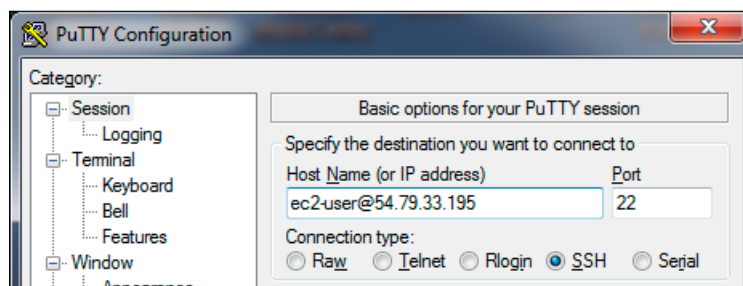 PuTTY Configuration
Category:
Session
Logging
Terminal
Keyboard
Bell
Features
Window
Basic options for your PuTTY session
Specify the destination you want to connect to
Host Name (or IP address) Port
ec2-user@54.79.33.195 22
Connection type:
Raw Telnet Rlogin SSH Serial